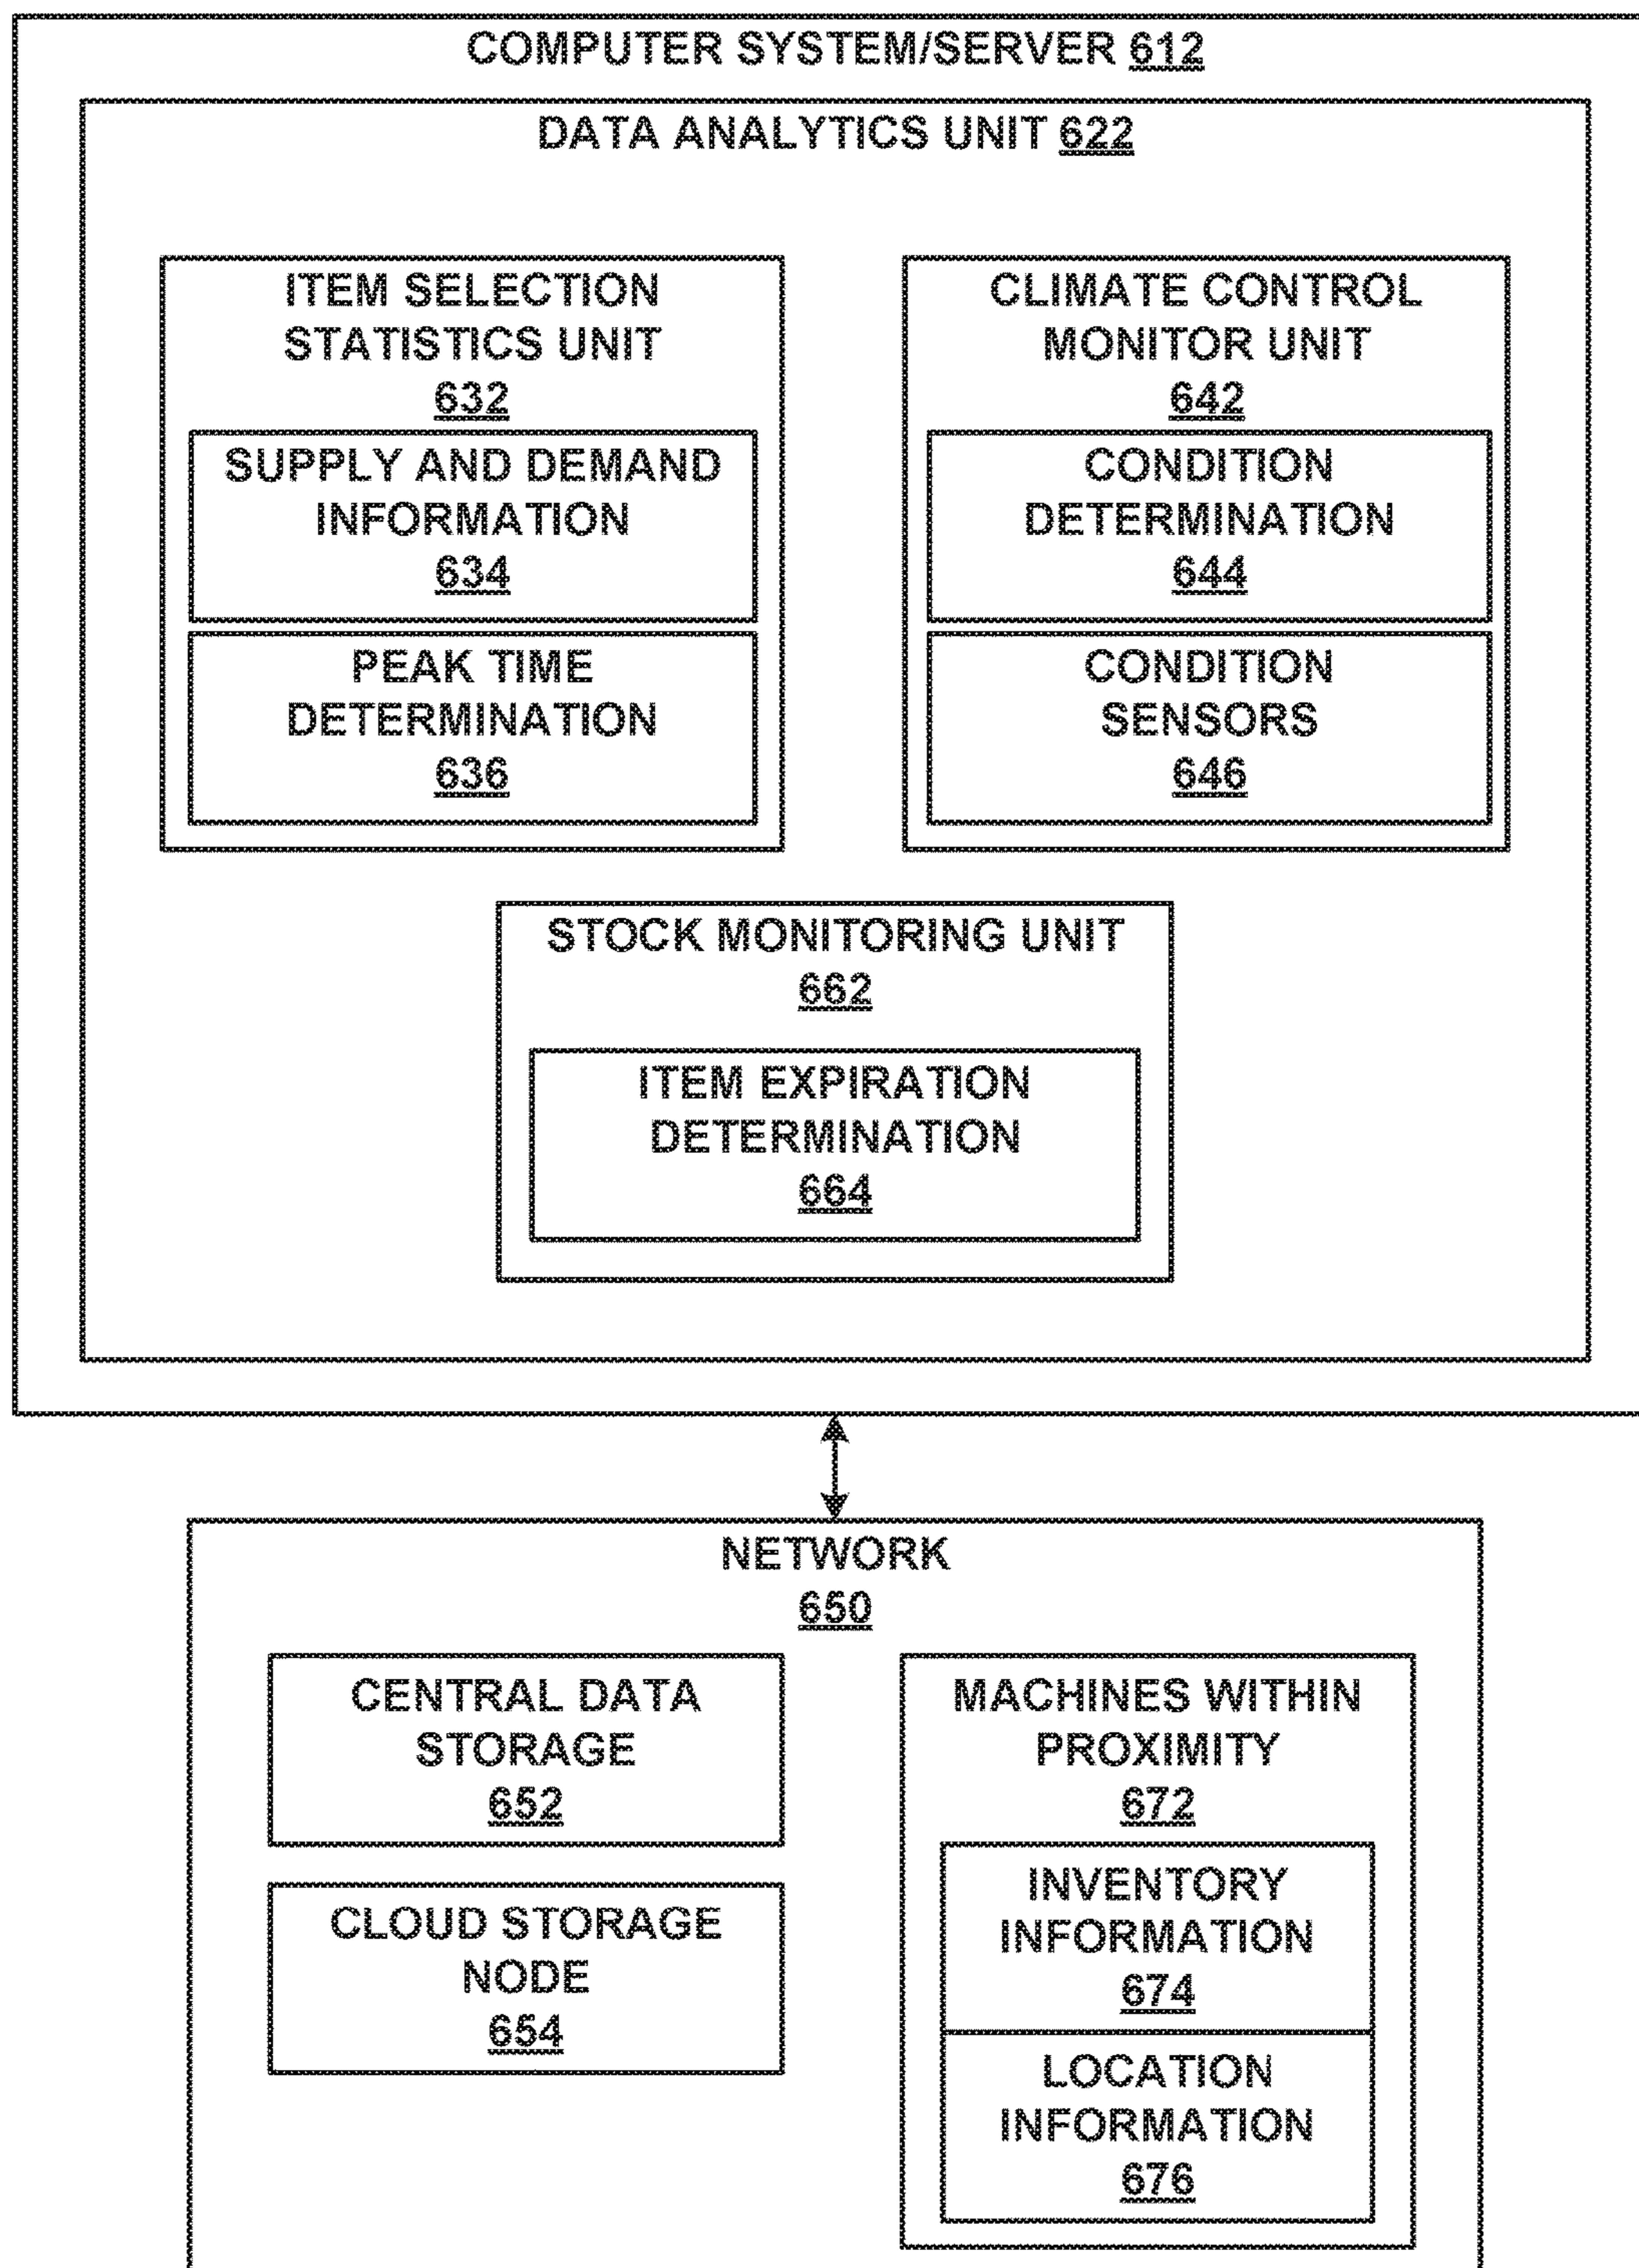 COMPUTER SYSTEM/SERVER 612
DATA ANALYTICS UNIT 622
ITEM SELECTION
STATISTICS UNIT
632
SUPPLY AND DEMAND
INFORMATION
634
PEAK TIME
DETERMINATION
636
CLIMATE CONTROL
MONITOR UNIT
642
CONDITION
DETERMINATION
644
CONDITION
SENSORS
646
STOCK MONITORING UNIT
662
ITEM EXPIRATION
DETERMINATION
664
NETWORK
650
CENTRAL DATA
STORAGE
652
CLOUD STORAGE
NODE
654
MACHINES WITHIN
PROXIMITY
672
INVENTORY
INFORMATION
674
LOCATION
INFORMATION
676